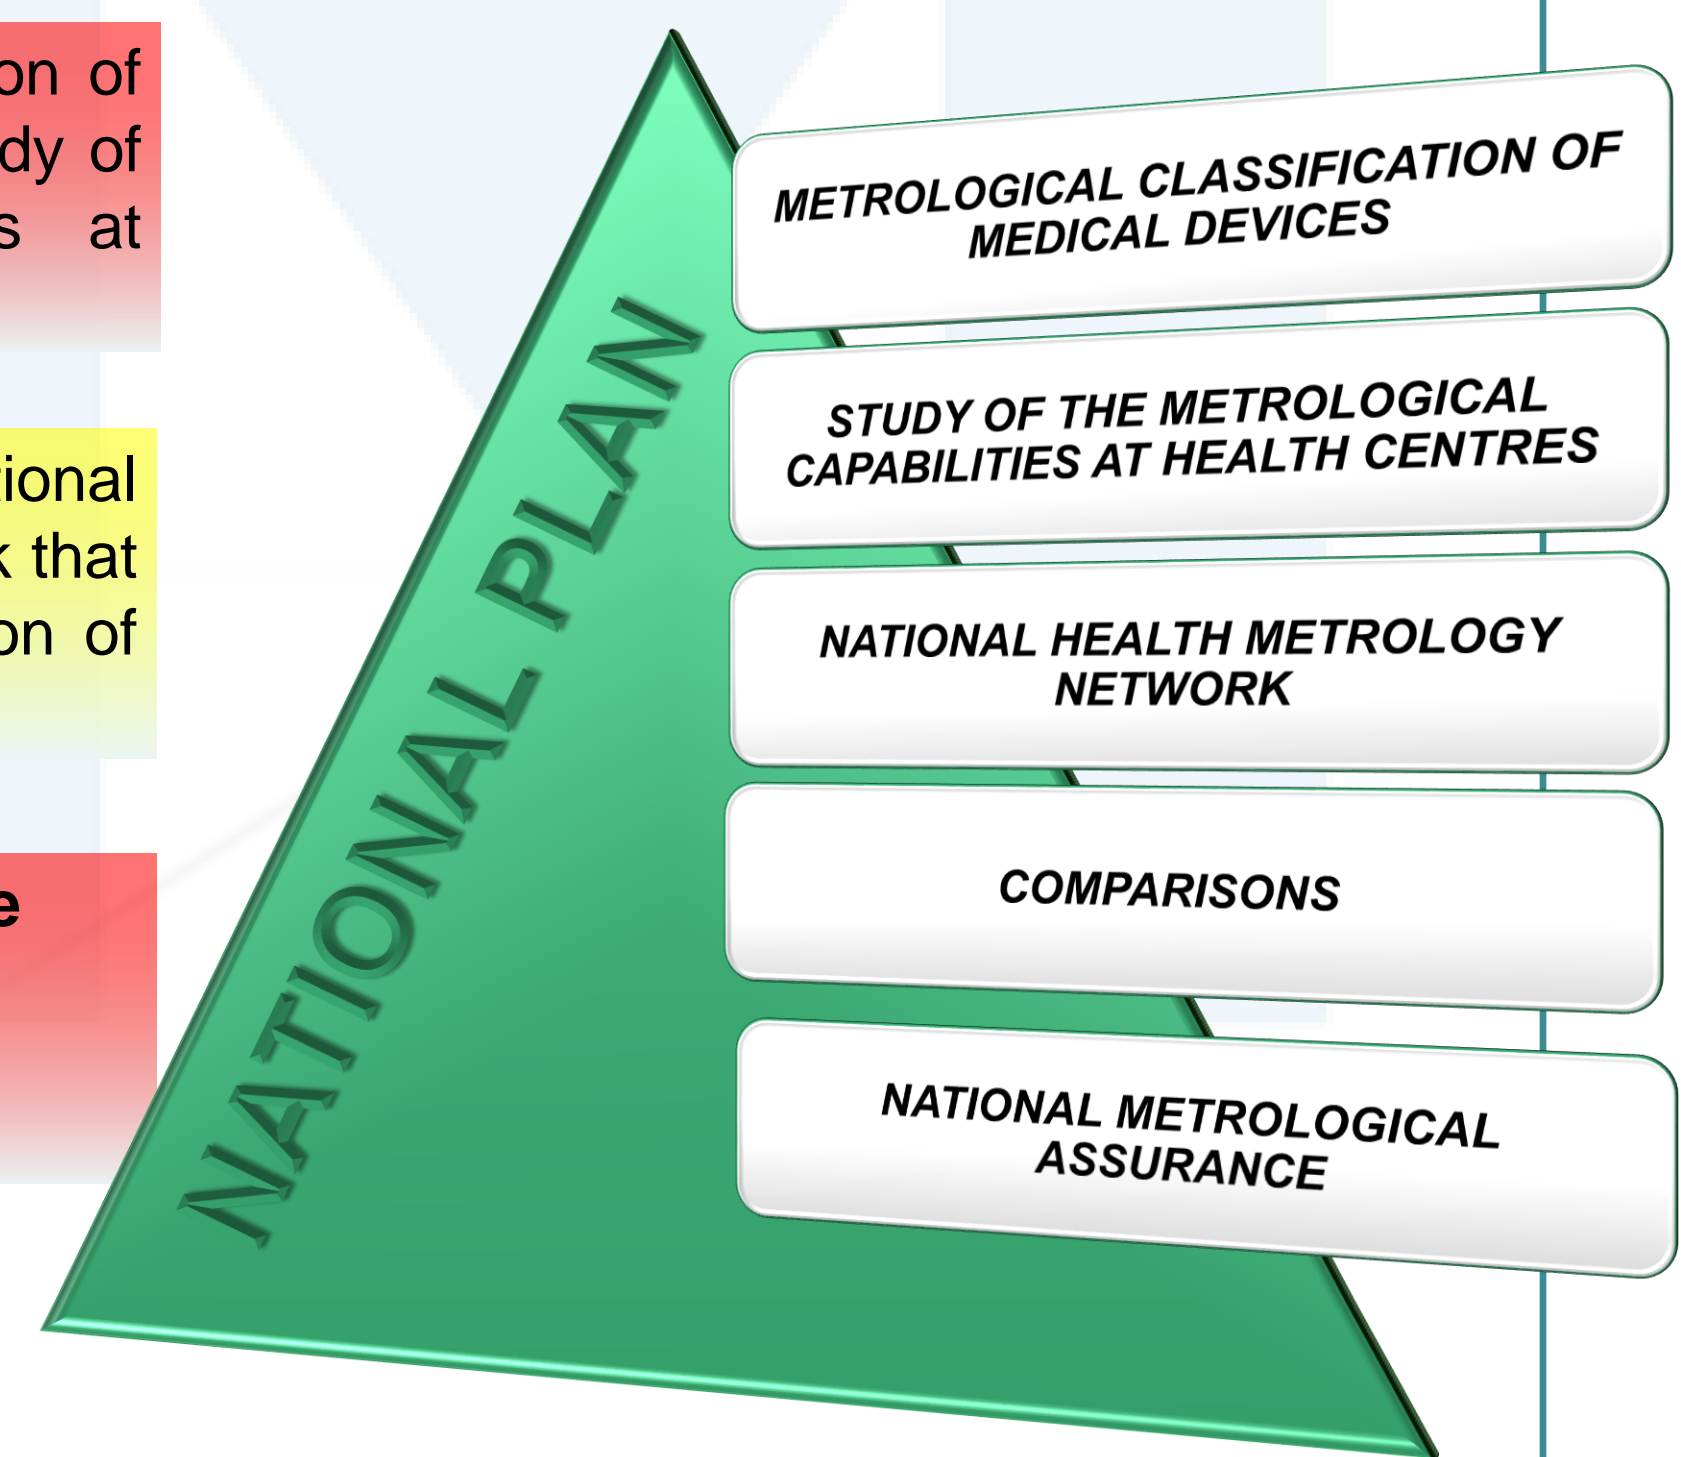 on of
dy of
s at
tional
k that
on of
e
NATIONAL PLAN
METROLOGICAL CLASSIFICATION OF
MEDICAL DEVICES
STUDY OF THE METROLOGICAL
CAPABILITIES AT HEALTH CENTRES
NATIONAL HEALTH METROLOGY
NETWORK
COMPARISONS
NATIONAL METROLOGICAL
ASSURANCE